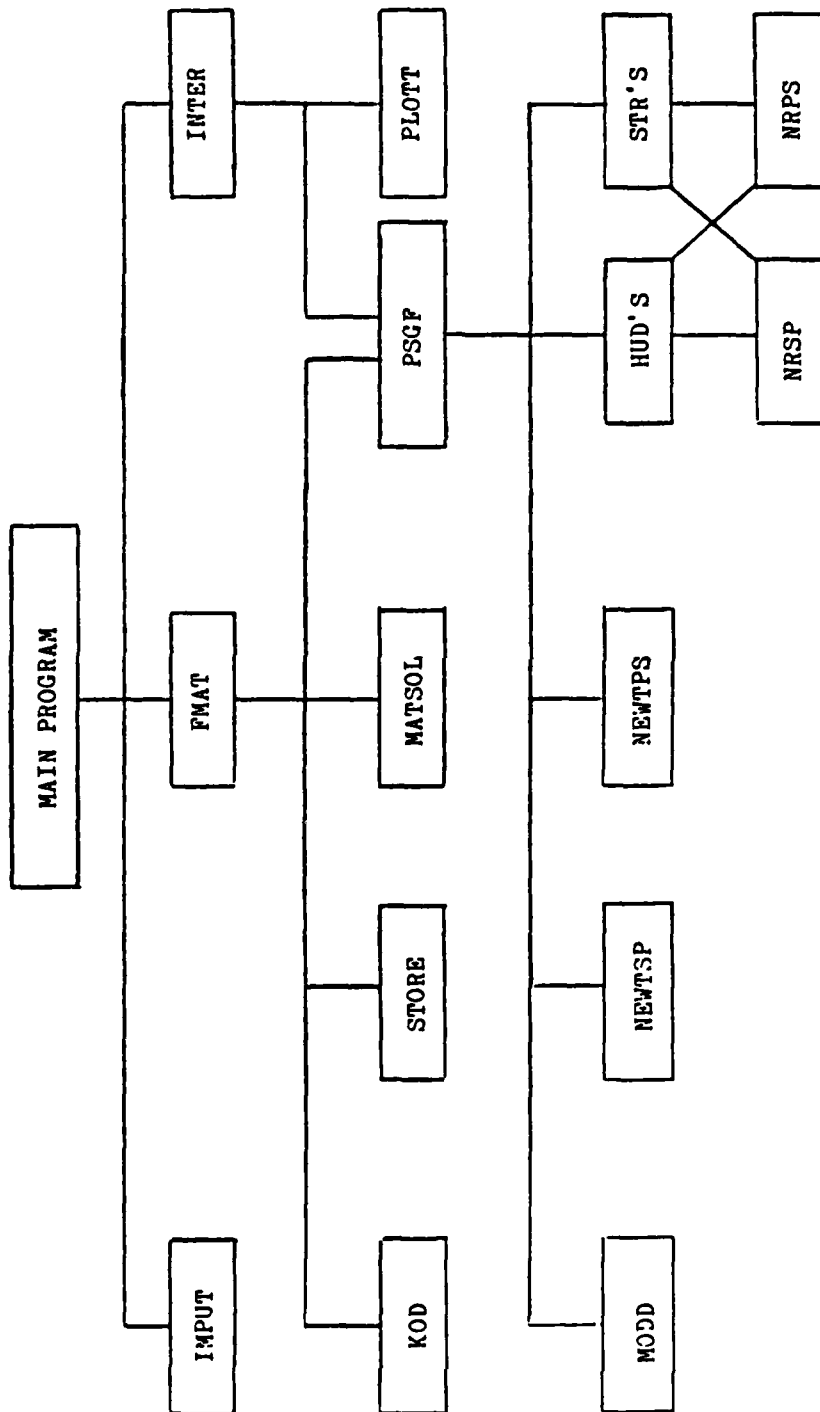 MAIN PROGRAM
IMPUT
FMAT
INTER
KOD
STORE
MATSOL
PSGF
PLOTT
MODD
NEWTSP
NEWTPS
HUD'S
STR'S
NRSP
NRPS